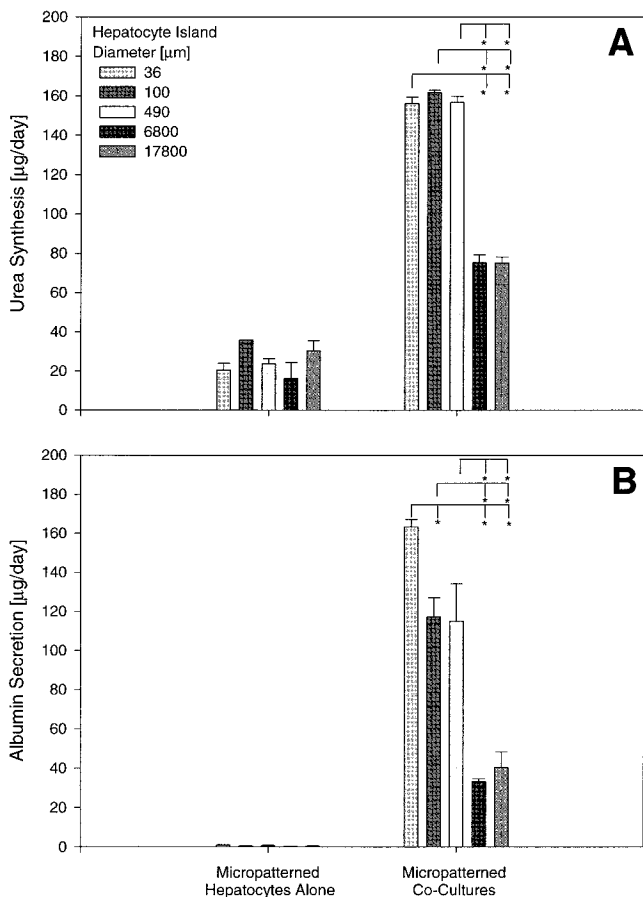 Hepatocyte Island
Diameter [μm]
36
100
490
6800
17800
A
* *
* *
* *
200
180
160
140
120
100
80
60
40
20
0
Urea Synthesis [μg/day]
B
* *
* *
* * *
200
180
160
140
120
100
80
60
40
20
0
Albumin Secretion [μg/day]
Micropatterned
Hepatocytes Alone
Micropatterned
Co-Cultures